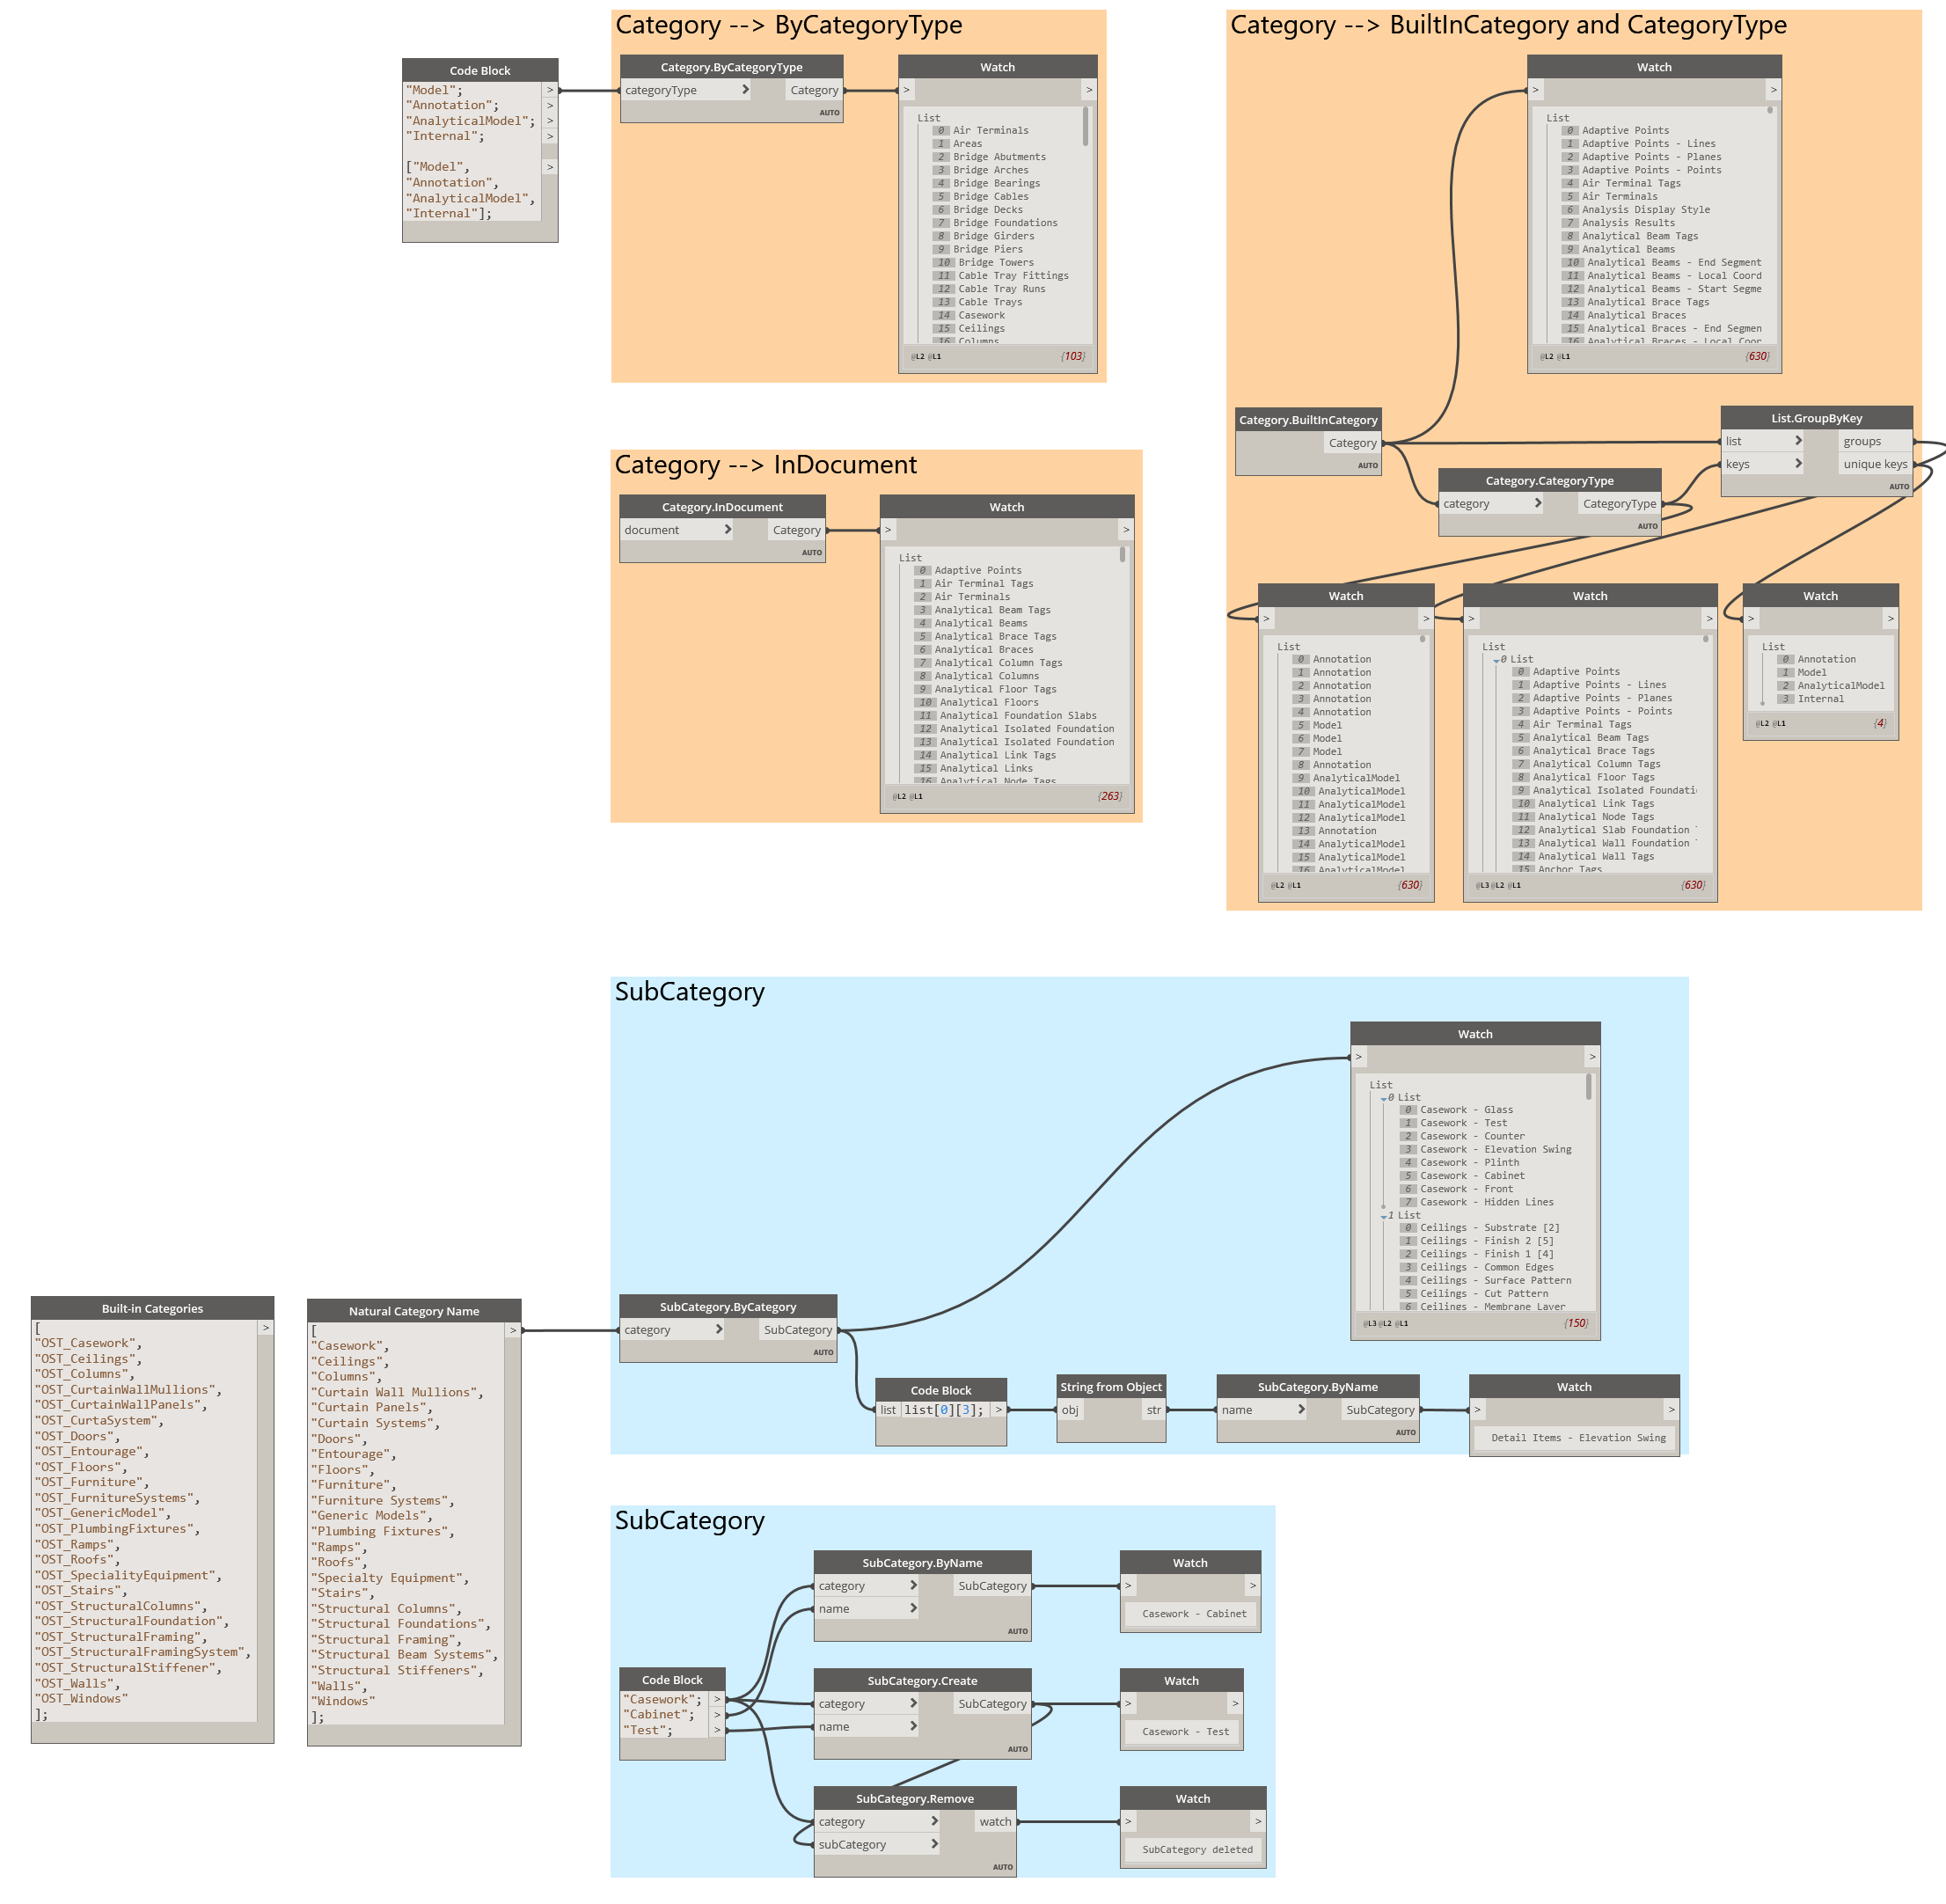 Category --> ByCategoryType
Code Block
"Model";
"Annotation";
"AnalyticalModel";
"Internal";
["Model",
"Annotation",
"AnalyticalModel",
"Internal"];
>
>
>
>
>
Category.ByCategoryType
categoryType
Category
AUTO
Watch
> >
List
0 Air Terminals
1 Areas
2 Bridge Abutments
3 Bridge Arches
4 Bridge Bearings
5 Bridge Cables
6 Bridge Decks
7 Bridge Foundations
8 Bridge Girders
9 Bridge Piers
10 Bridge Towers
11 Cable Tray Fittings
12 Cable Tray Runs
13 Cable Trays
14 Casework
15 Ceilings
16 Columns
@L2 @L1 {103}
Category --> BuiltInCategory and CategoryType
Watch
> >
List
0 Adaptive Points
1 Adaptive Points - Lines
2 Adaptive Points - Planes
3 Adaptive Points - Points
4 Air Terminal Tags
5 Air Terminals
6 Analysis Display Style
7 Analysis Results
8 Analytical Beam Tags
9 Analytical Beams
10 Analytical Beams - End Segment
11 Analytical Beams - Local Coord
12 Analytical Beams - Start Segme
13 Analytical Brace Tags
14 Analytical Braces
15 Analytical Braces - End Segmen
16 Analytical Braces - Local Coor
@L2 @L1 {630}
Category.BuiltInCategory
Category
AUTO
Category.CategoryType
category CategoryType
AUTO
List.GroupByKey
list groups
keys unique keys
AUTO
Watch
> >
List
0 Annotation
1 Annotation
2 Annotation
3 Annotation
4 Annotation
5 Model
6 Model
7 Model
8 Annotation
9 AnalyticalModel
10 AnalyticalModel
11 AnalyticalModel
12 AnalyticalModel
13 Annotation
14 AnalyticalModel
15 AnalyticalModel
16 AnalyticalModel
@L2 @L1 {630}
Watch
> >
List
0 List
0 Adaptive Points
1 Adaptive Points - Lines
2 Adaptive Points - Planes
3 Adaptive Points - Points
4 Air Terminal Tags
5 Analytical Beam Tags
6 Analytical Brace Tags
7 Analytical Column Tags
8 Analytical Floor Tags
9 Analytical Isolated Foundati
10 Analytical Link Tags
11 Analytical Node Tags
12 Analytical Slab Foundation
13 Analytical Wall Foundation
14 Analytical Wall Tags
15 Anchor Tags
@L3 @L2 @L1 {630}
Watch
> >
List
0 Annotation
1 Model
2 AnalyticalModel
3 Internal
@L2 @L1 {4}
Category --> InDocument
Category.InDocument
document Category
AUTO
Watch
> >
List
0 Adaptive Points
1 Air Terminal Tags
2 Air Terminals
3 Analytical Beam Tags
4 Analytical Beams
5 Analytical Brace Tags
6 Analytical Braces
7 Analytical Column Tags
8 Analytical Columns
9 Analytical Floor Tags
10 Analytical Floors
11 Analytical Foundation Slabs
12 Analytical Isolated Foundation
13 Analytical Isolated Foundation
14 Analytical Link Tags
15 Analytical Links
16 Analytical Node Tags
@L2 @L1 {263}
SubCategory
Watch
> >
List
0 List
0 Casework - Glass
1 Casework - Test
2 Casework - Counter
3 Casework - Elevation Swing
4 Casework - Plinth
5 Casework - Cabinet
6 Casework - Front
7 Casework - Hidden Lines
1 List
0 Ceilings - Substrate [2]
1 Ceilings - Finish 2 [5]
2 Ceilings - Finish 1 [4]
3 Ceilings - Common Edges
4 Ceilings - Surface Pattern
5 Ceilings - Cut Pattern
6 Ceilings - Membrane Layer
@L3 @L2 @L1 {150}
Built-in Categories
[ >
"OST_Casework",
"OST_Ceilings",
"OST_Columns",
"OST_CurtainWallMullions",
"OST_CurtainWallPanels",
"OST_CurtaSystem",
"OST_Doors",
"OST_Entourage",
"OST_Floors",
"OST_Furniture",
"OST_FurnitureSystems",
"OST_GenericModel",
"OST_PlumbingFixtures",
"OST_Ramps",
"OST_Roofs",
"OST_SpecialityEquipment",
"OST_Stairs",
"OST_StructuralColumns",
"OST_StructuralFoundation",
"OST_StructuralFraming",
"OST_StructuralFramingSystem",
"OST_StructuralStiffener",
"OST_Walls",
"OST_Windows"
];
Natural Category Name
[ >
"Casework",
"Ceilings",
"Columns",
"Curtain Wall Mullions",
"Curtain Panels",
"Curtain Systems",
"Doors",
"Entourage",
"Floors",
"Furniture",
"Furniture Systems",
"Generic Models",
"Plumbing Fixtures",
"Ramps",
"Roofs",
"Specialty Equipment",
"Stairs",
"Structural Columns",
"Structural Foundations",
"Structural Framing",
"Structural Beam Systems",
"Structural Stiffeners",
"Walls",
"Windows"
];
SubCategory.ByCategory
category SubCategory
AUTO
Code Block
list list[0][3]; >
String from Object
obj str
SubCategory.ByName
name SubCategory
AUTO
Watch
> >
Detail Items - Elevation Swing
SubCategory
Code Block
"Casework"; >
"Cabinet"; >
"Test"; >
SubCategory.ByName
category SubCategory
name
AUTO
Watch
> >
Casework - Cabinet
SubCategory.Create
category SubCategory
name
AUTO
Watch
> >
Casework - Test
SubCategory.Remove
category watch
subCategory
AUTO
Watch
> >
SubCategory deleted